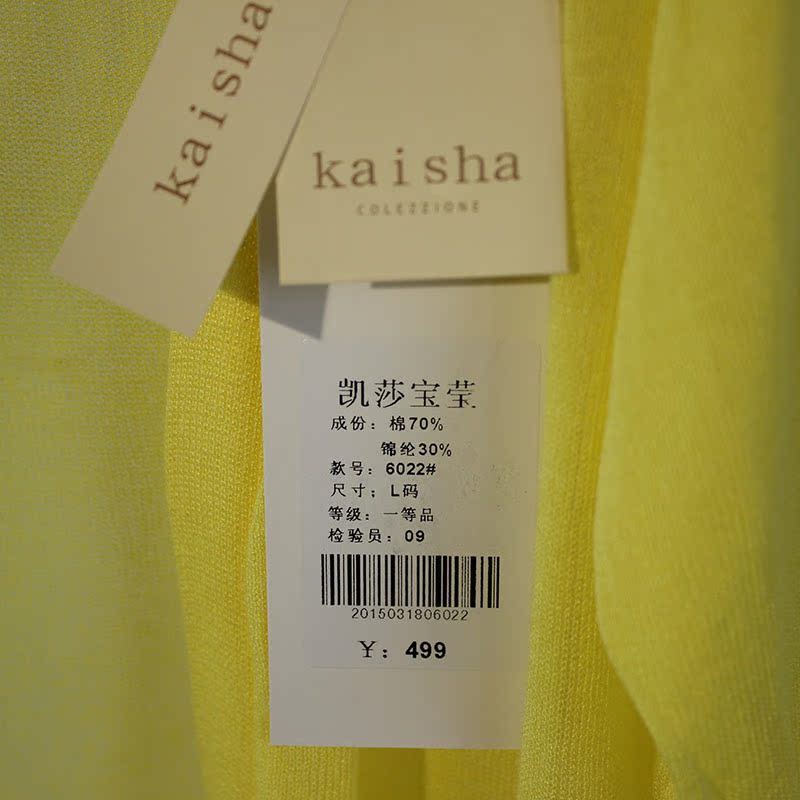 kaisha
kaisha
COLEZZIONE
凯莎宝莹
成份：棉70%
锦纶30%
款号：6022#
尺寸；L码
等级：一等品
检验员：09
2015031806022
¥：499